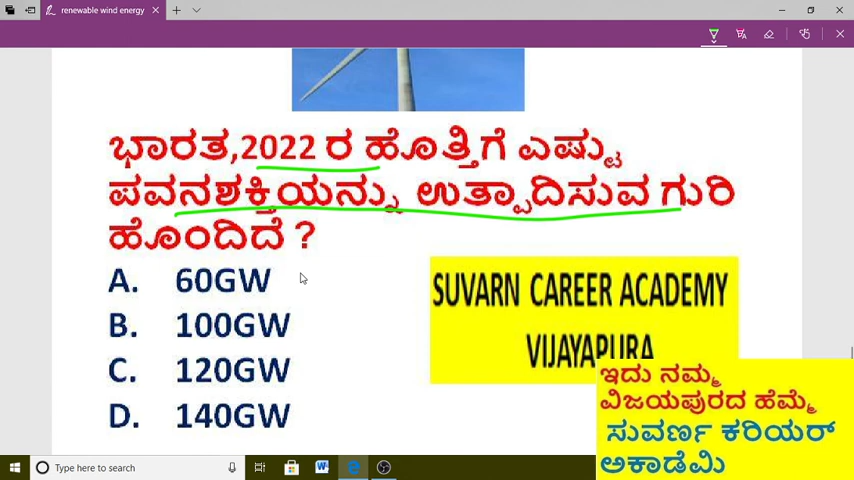 renewable wind energy
ಭಾರತ,2022 ರ ಹೊತ್ತಿಗೆ ಎಷ್ಟು
ಪವನಶಕ್ತಿಯನ್ನು ಉತ್ಪಾದಿಸುವ ಗುರಿ
ಹೊಂದಿದೆ ?
A. 60GW
B. 100GW
C. 120GW
D. 140GW
SUVARN CAREER ACADEMY
VIJAYAPURA
ಇದು ನಮ್ಮ
ವಿಜಯಪುರದ ಹೆಮ್ಮೆ
ಸುವರ್ಣ ಕರಿಯರ್
ಅಕಾಡೆಮಿ
Type here to search